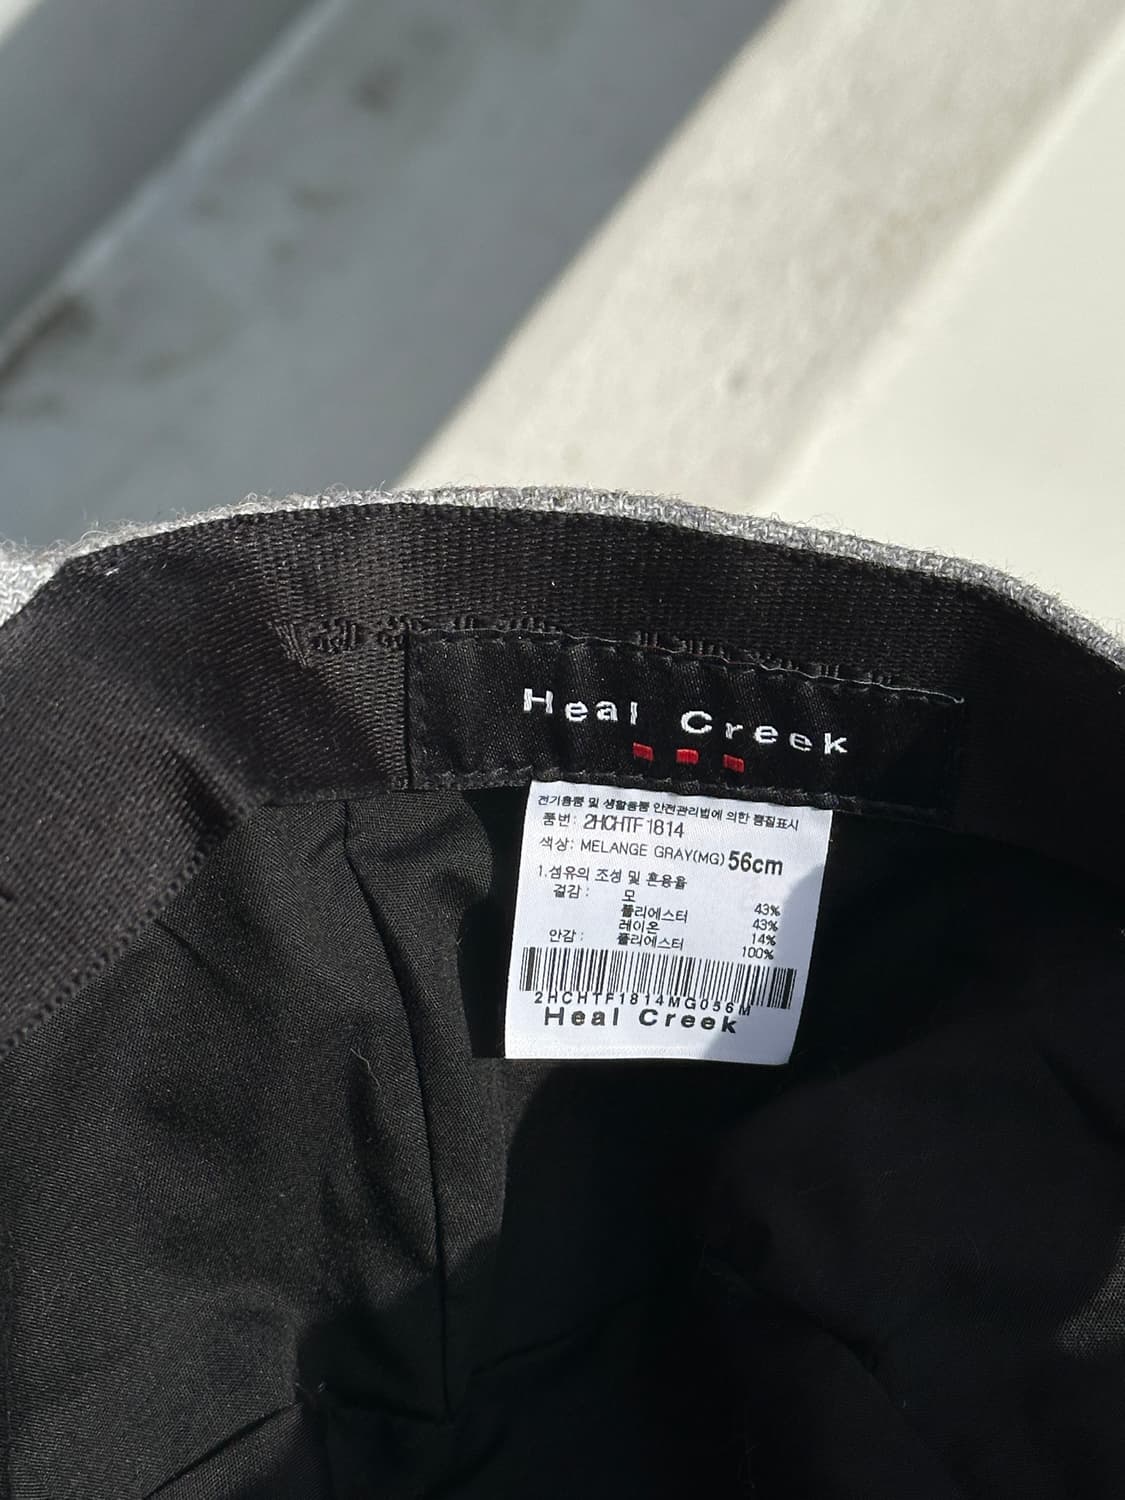 Heal Creek
전기용품 및 생활용품 안전관리법에 의한 품질표시
품번: 2HCHTF1814
색상: MELANGE GRAY(MG) 56cm
1.섬유의 조성 및 혼용율
겉감 : 모 43%
폴리에스터 43%
레이온 14%
안감 : 폴리에스터 100%
2HCHTF1814MG056M
Heal Creek